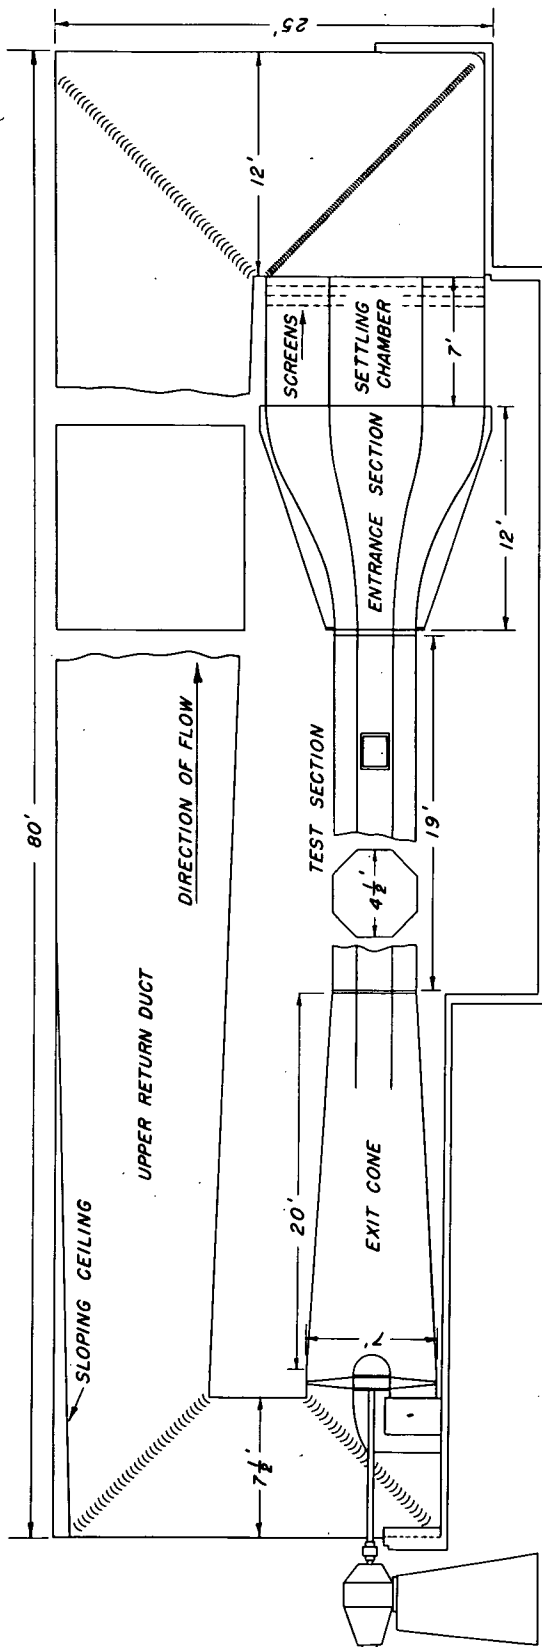 80'
25'
SLOPING CEILING
UPPER RETURN DUCT
DIRECTION OF FLOW
12'
7½'
20'
EXIT CONE
7'
4½'
TEST SECTION
19'
ENTRANCE SECTION
12'
SCREENS
SETTLING
CHAMBER
7'